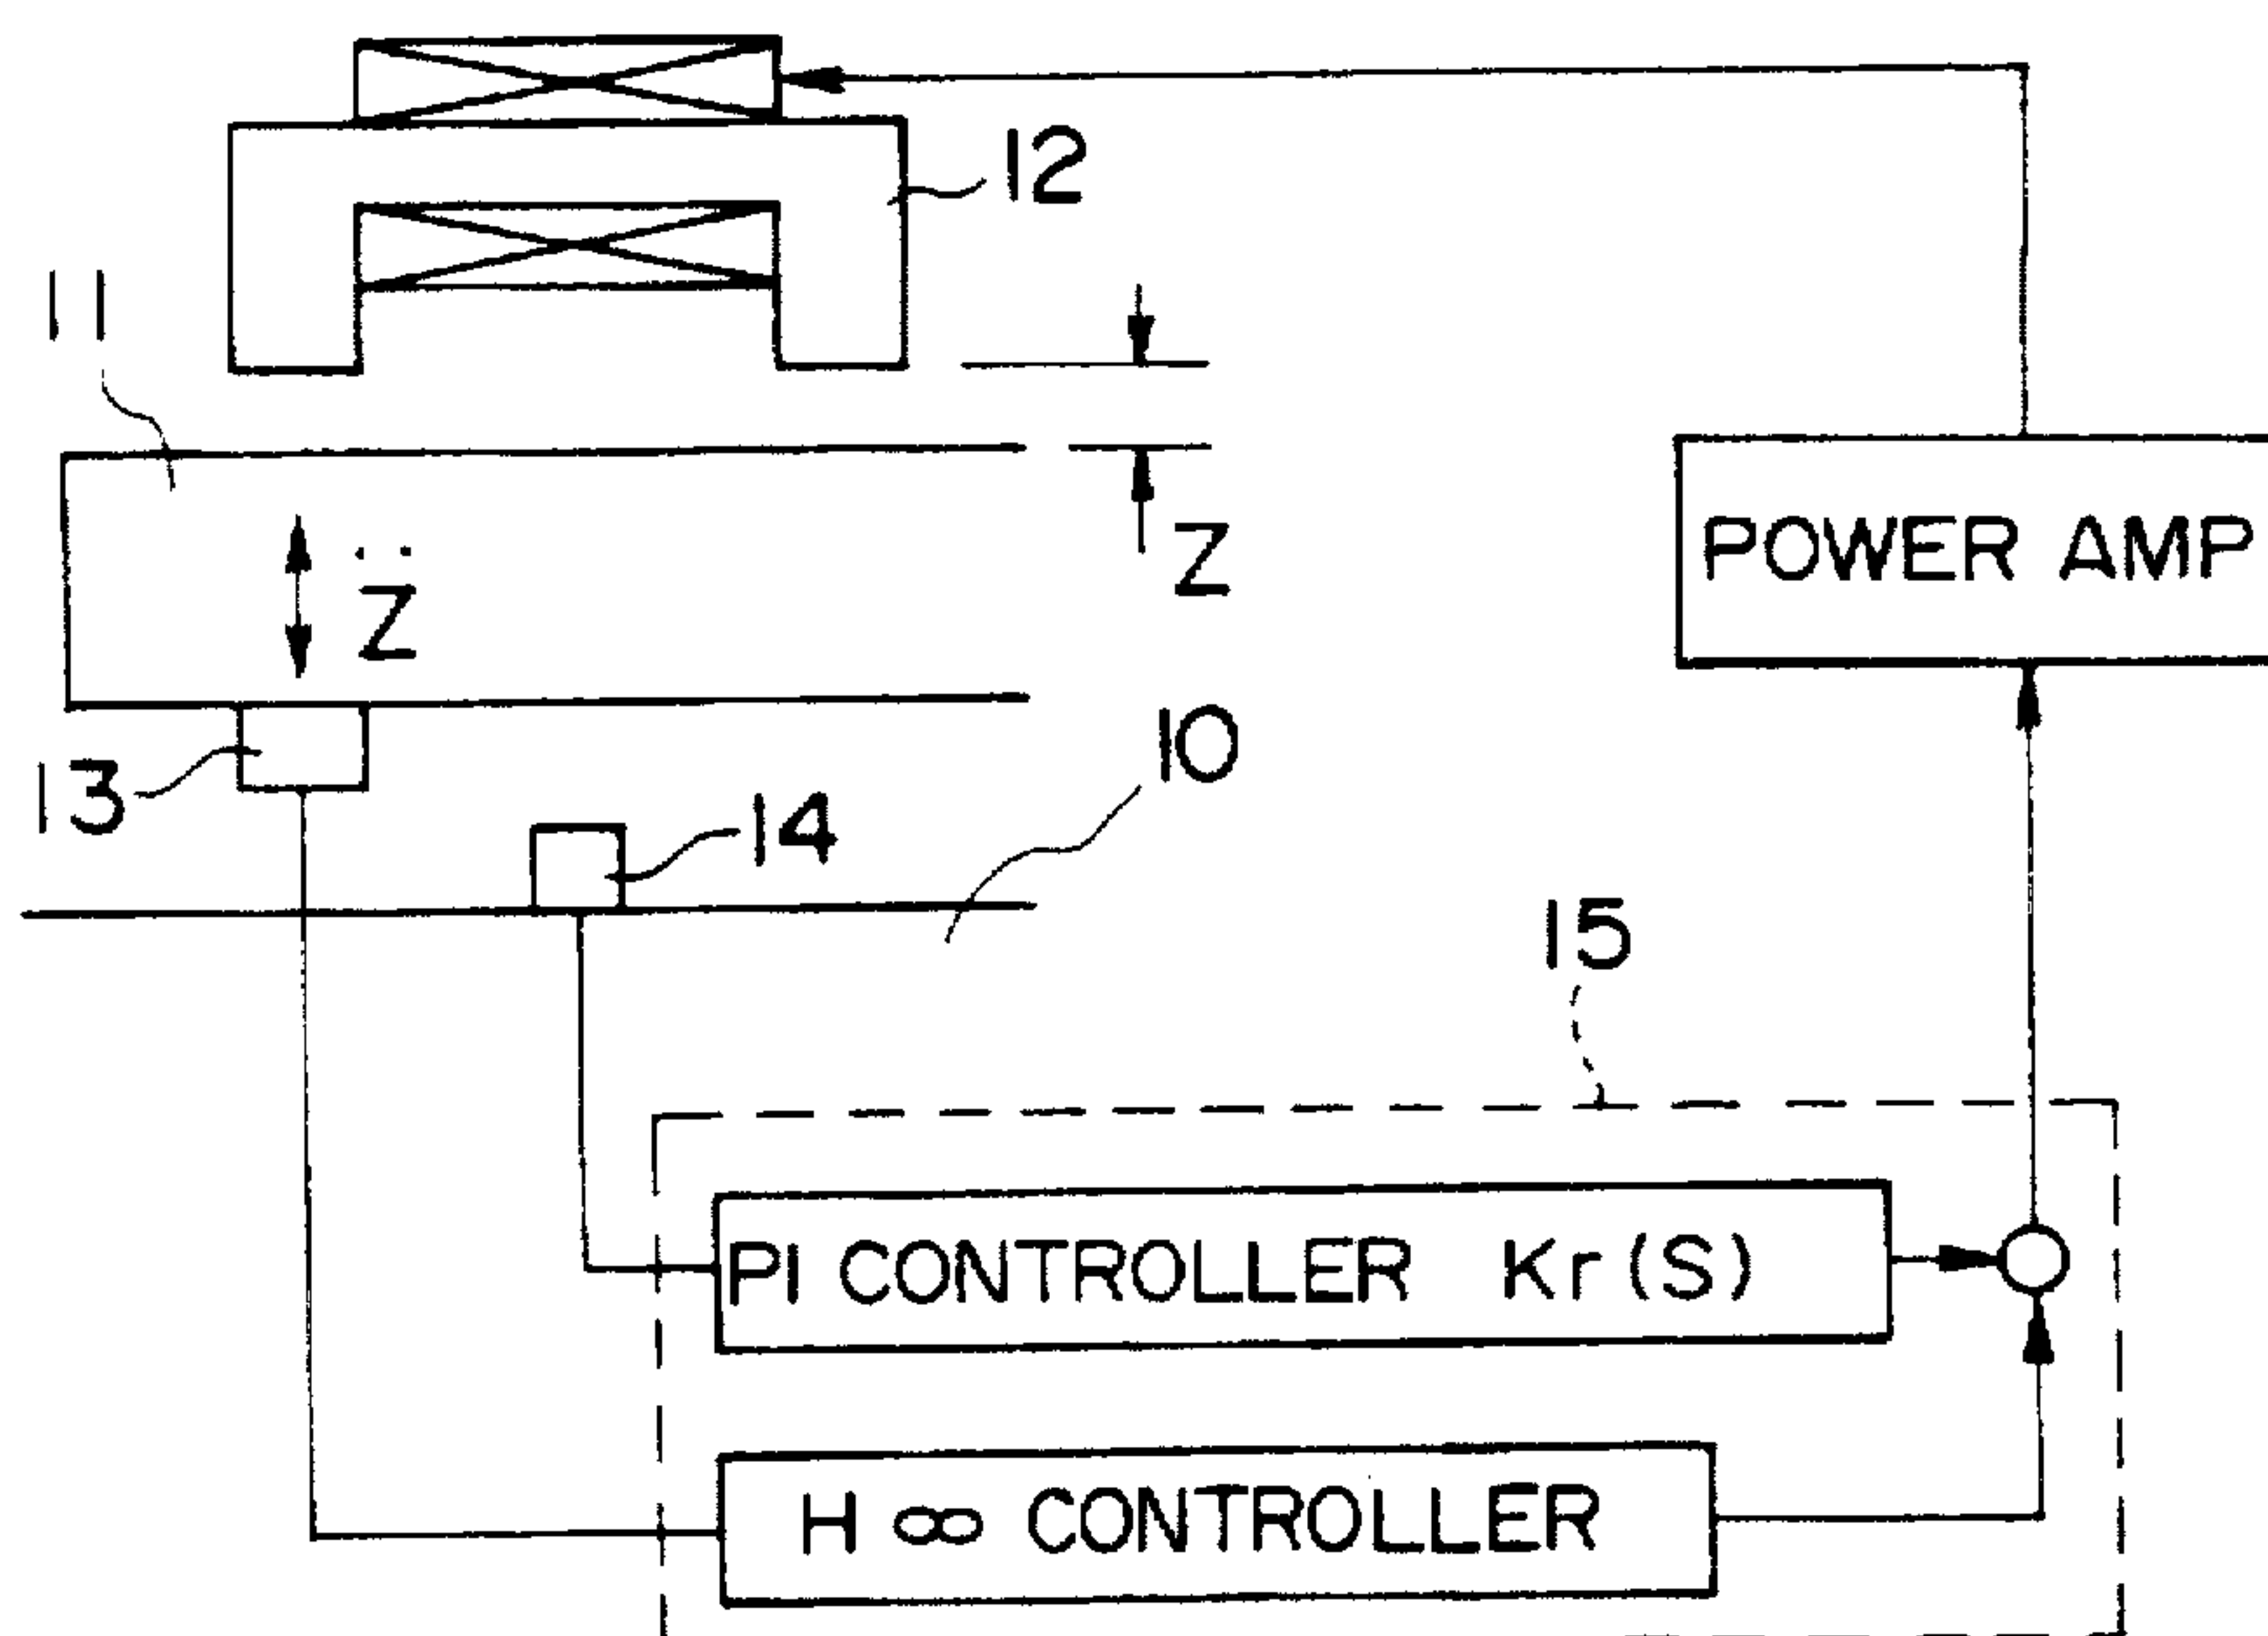 12
11
Z̈
Z
POWER AMP
13
14
10
15
PI CONTROLLER Kr(S)
H ∞ CONTROLLER